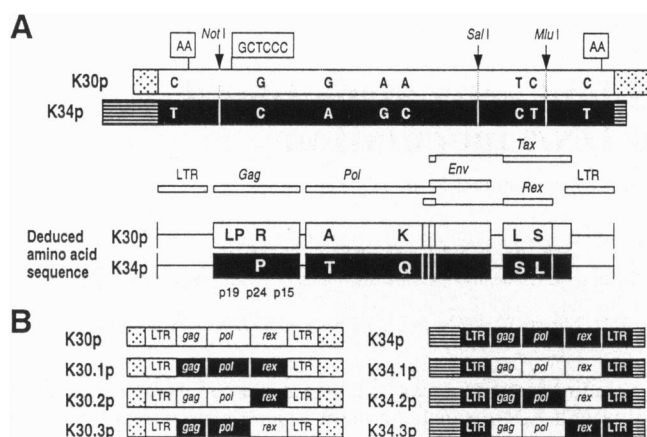 A
AA Not I GCTCCC Sal I Mlu I AA
K30p C G G A A T C C
K34p T C A G C C T T
Tax
LTR Gag Pol Env Rex LTR
Deduced amino acid sequence
K30p LP R A K L S
K34p P T Q S L
p19 p24 p15
B
K30p LTR gag pol rex LTR K34p LTR gag pol rex LTR
K30.1p LTR gag pol rex LTR K34.1p LTR gag pol rex LTR
K30.2p LTR gag pol rex LTR K34.2p LTR gag pol rex LTR
K30.3p LTR gag pol rex LTR K34.3p LTR gag pol rex LTR